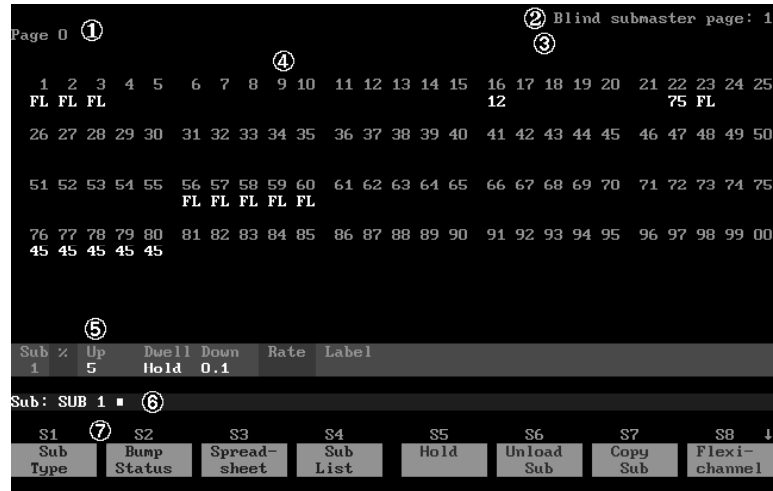 ② Blind submaster page: 1
Page 0 ①
③
④
1 2 3 4 5 6 7 8 9 10 11 12 13 14 15 16 17 18 19 20 21 22 23 24 25
FL FL FL 12 75 FL
26 27 28 29 30 31 32 33 34 35 36 37 38 39 40 41 42 43 44 45 46 47 48 49 50
51 52 53 54 55 56 57 58 59 60 61 62 63 64 65 66 67 68 69 70 71 72 73 74 75
FL FL FL FL FL
76 77 78 79 80 81 82 83 84 85 86 87 88 89 90 91 92 93 94 95 96 97 98 99 00
45 45 45 45 45
⑤
Sub % Up Dwell Down Rate Label
1 5 Hold 0.1
Sub: SUB 1 ■ ⑥
S1 ⑦ S2 S3 S4 S5 S6 S7 S8 ↓
Sub Bump Spread- Sub Hold Unload Copy Flexi-
Type Status sheet List Sub Sub channel